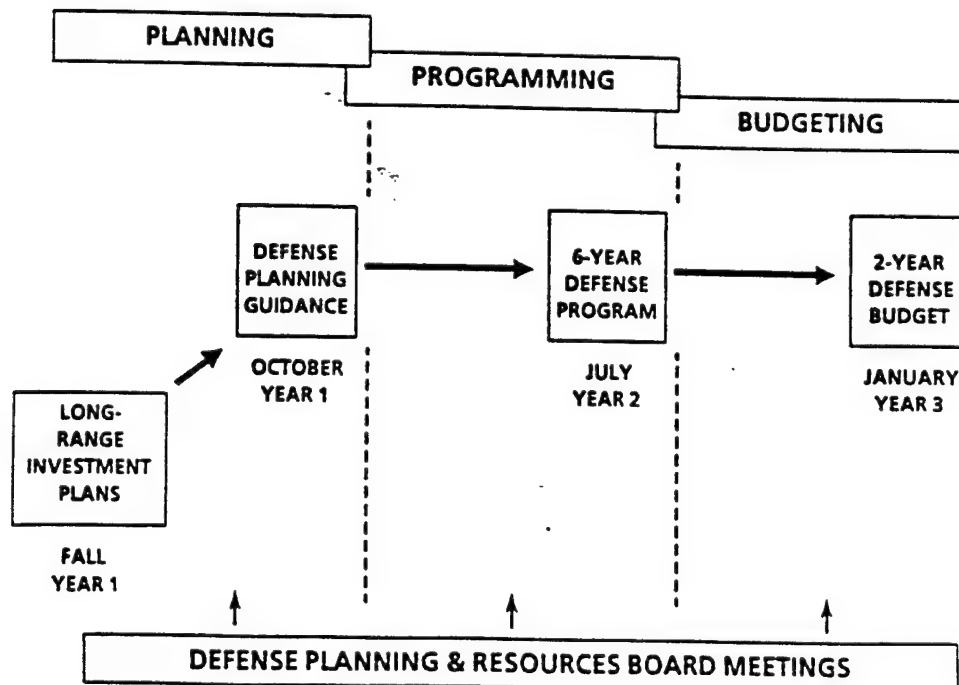 PLANNING
PROGRAMMING
BUDGETING
DEFENSE
PLANNING
GUIDANCE
OCTOBER
YEAR 1
6-YEAR
DEFENSE
PROGRAM
JULY
YEAR 2
2-YEAR
DEFENSE
BUDGET
JANUARY
YEAR 3
LONG-
RANGE
INVESTMENT
PLANS
FALL
YEAR 1
DEFENSE PLANNING & RESOURCES BOARD MEETINGS